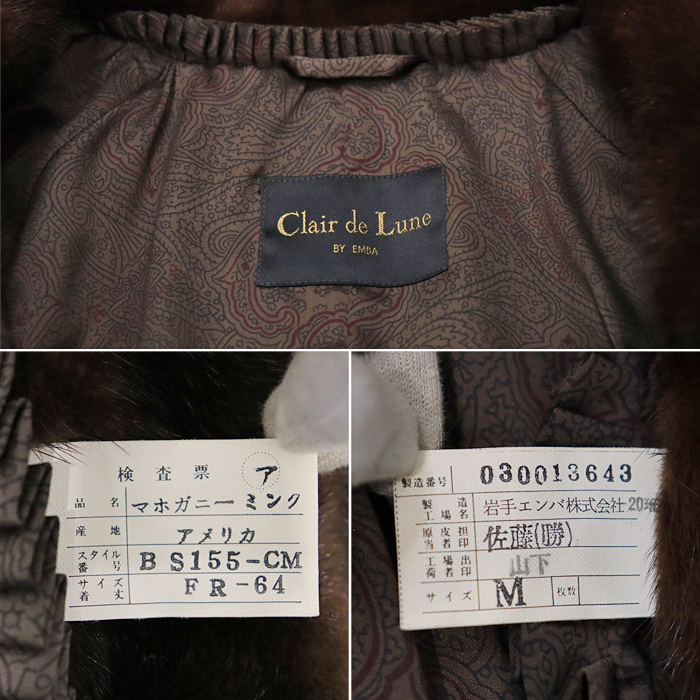 Clair de Lune
BY EMBA
検査票 ア
品名 マホガニーミンク
産地 アメリカ
スタイル番号 B S155-CM
サイズ着丈 FR-64
製造番号 030013643
製造工場名 岩手エンバ株式会社
原皮担当者印 佐藤(勝)
工場出荷者印 山下
サイズ M 枚数